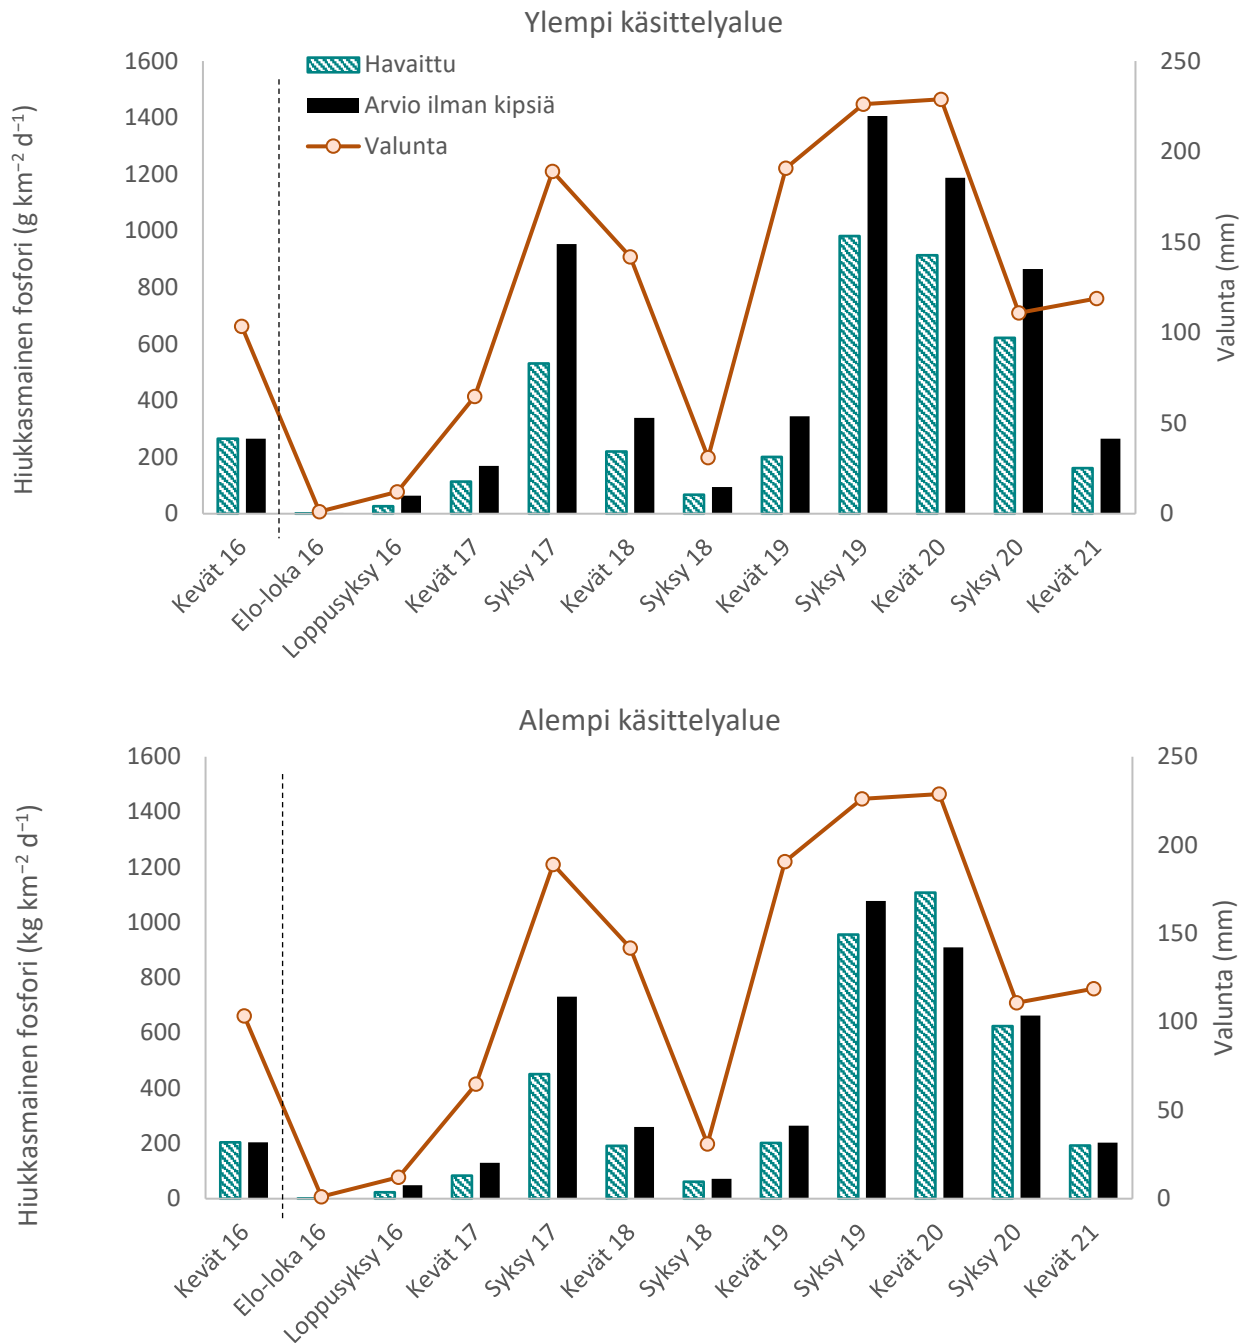 Ylempi käsittelyalue
Hiukkasmainen fosfori (g km⁻² d⁻¹)
1600
1400
1200
1000
800
600
400
200
0
Havaittu
Arvio ilman kipsiä
Valunta
250
200
150
100
50
0
Valunta (mm)
Kevät 16
Elo-loka 16
Loppusyksy 16
Kevät 17
Syksy 17
Kevät 18
Syksy 18
Kevät 19
Syksy 19
Kevät 20
Syksy 20
Kevät 21
Alempi käsittelyalue
Hiukkasmainen fosfori (kg km⁻² d⁻¹)
1600
1400
1200
1000
800
600
400
200
0
250
200
150
100
50
0
Valunta (mm)
Kevät 16
Elo-loka 16
Loppusyksy 16
Kevät 17
Syksy 17
Kevät 18
Syksy 18
Kevät 19
Syksy 19
Kevät 20
Syksy 20
Kevät 21